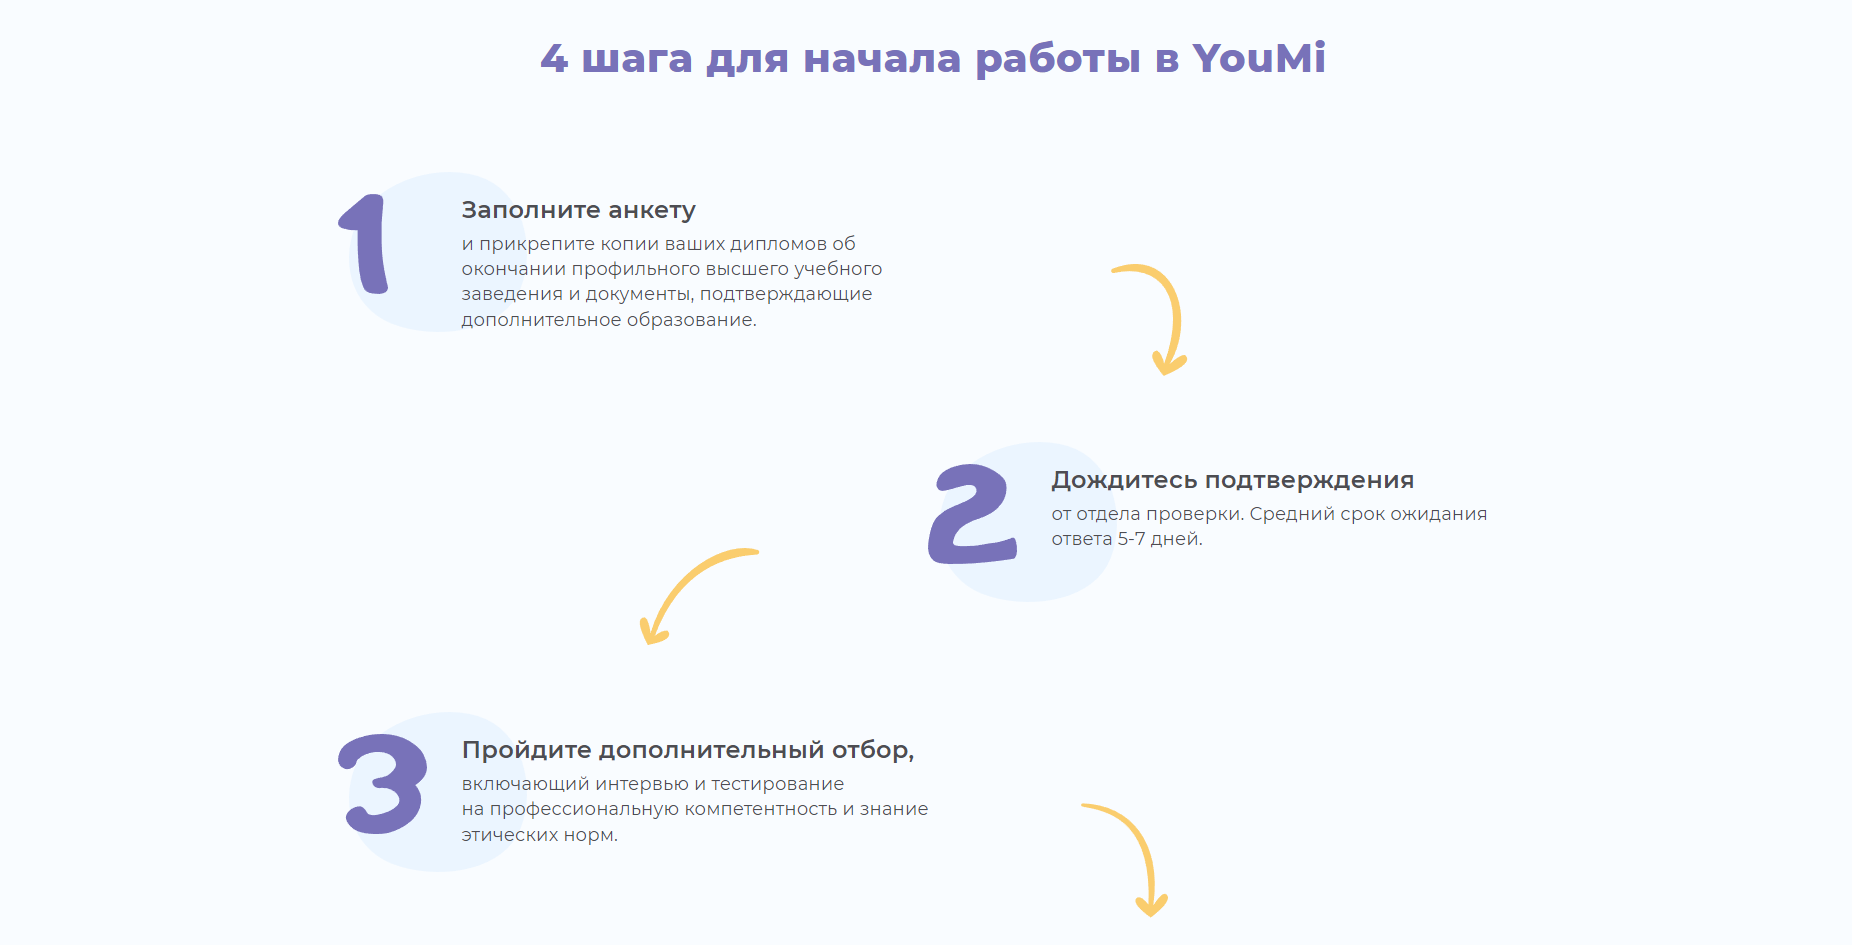 4 шага для начала работы в YouMi
1
Заполните анкету
и прикрепите копии ваших дипломов об
окончании профильного высшего учебного
заведения и документы, подтверждающие
дополнительное образование.
2
Дождитесь подтверждения
от отдела проверки. Средний срок ожидания
ответа 5-7 дней.
3
Пройдите дополнительный отбор,
включающий интервью и тестирование
на профессиональную компетентность и знание
этических норм.